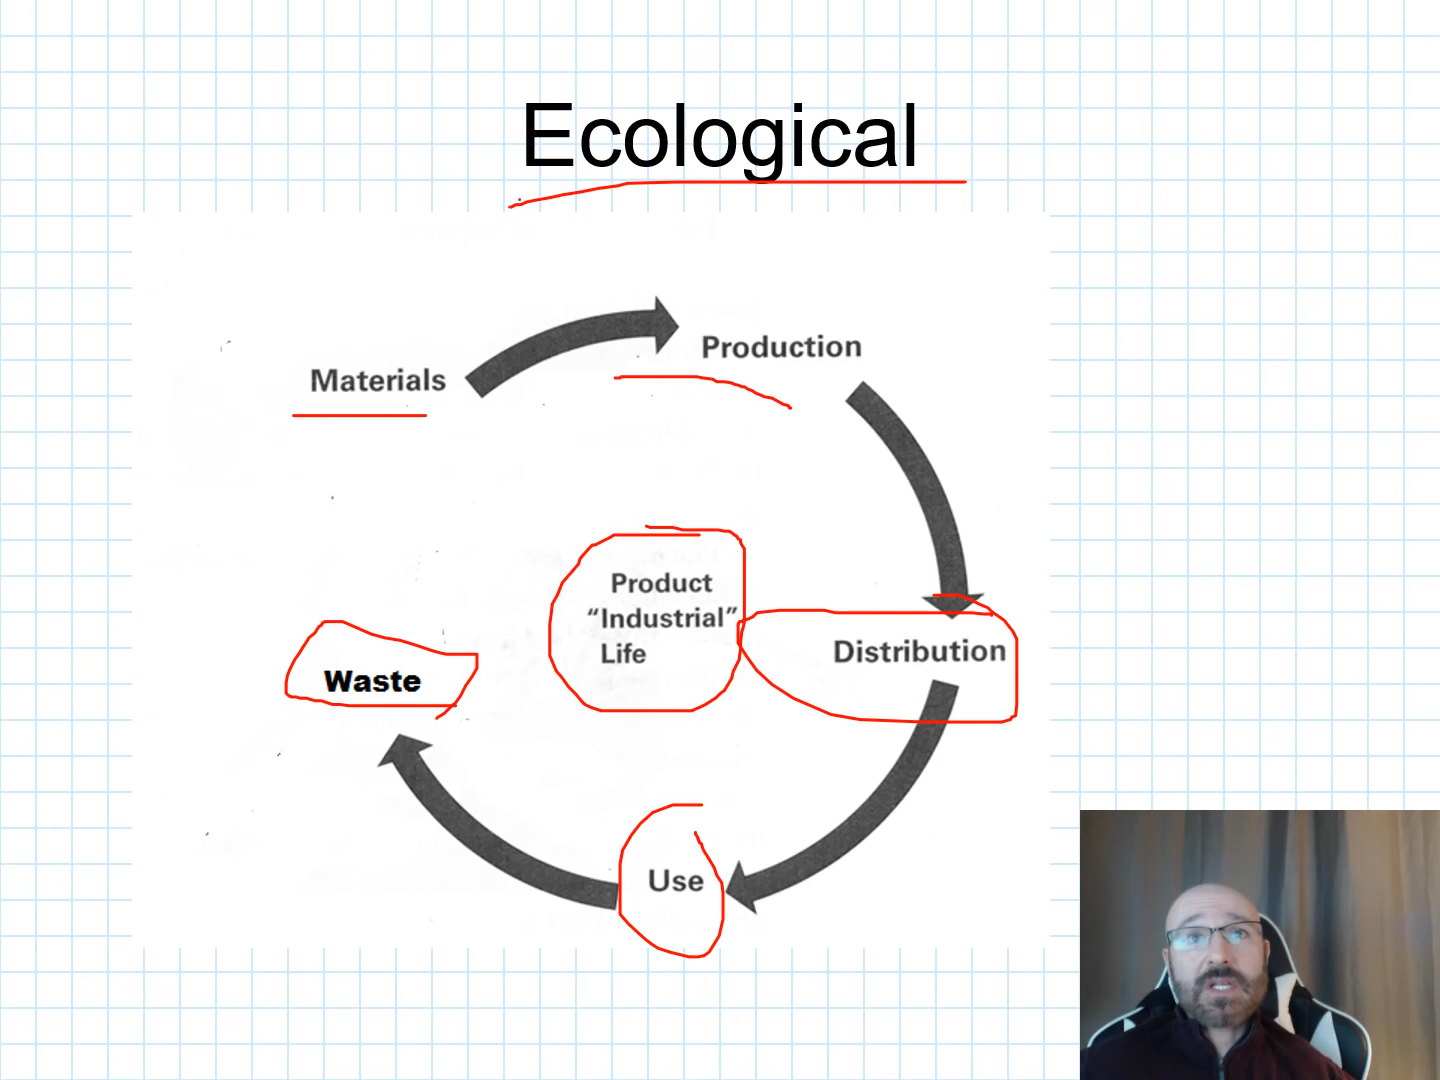 Ecological
Materials
Production
Product
“Industrial”
Life
Distribution
Waste
Use